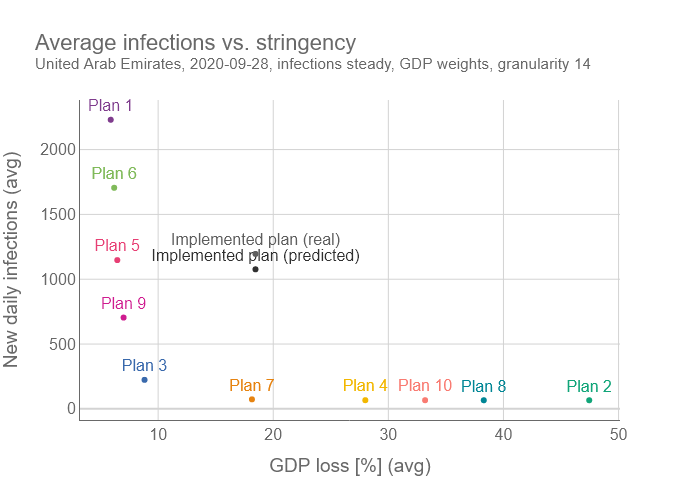 Average infections vs. stringency
United Arab Emirates, 2020-09-28, infections steady, GDP weights, granularity 14
Plan 1
2000
Plan 6
1500
Plan 5
Implemented plan (real)
Implemented plan (predicted)
1000
Plan 9
500
Plan 3
Plan 7
Plan 4
Plan 10
Plan 8
Plan 2
0
10
20
30
40
50
New daily infections (avg)
GDP loss [%] (avg)